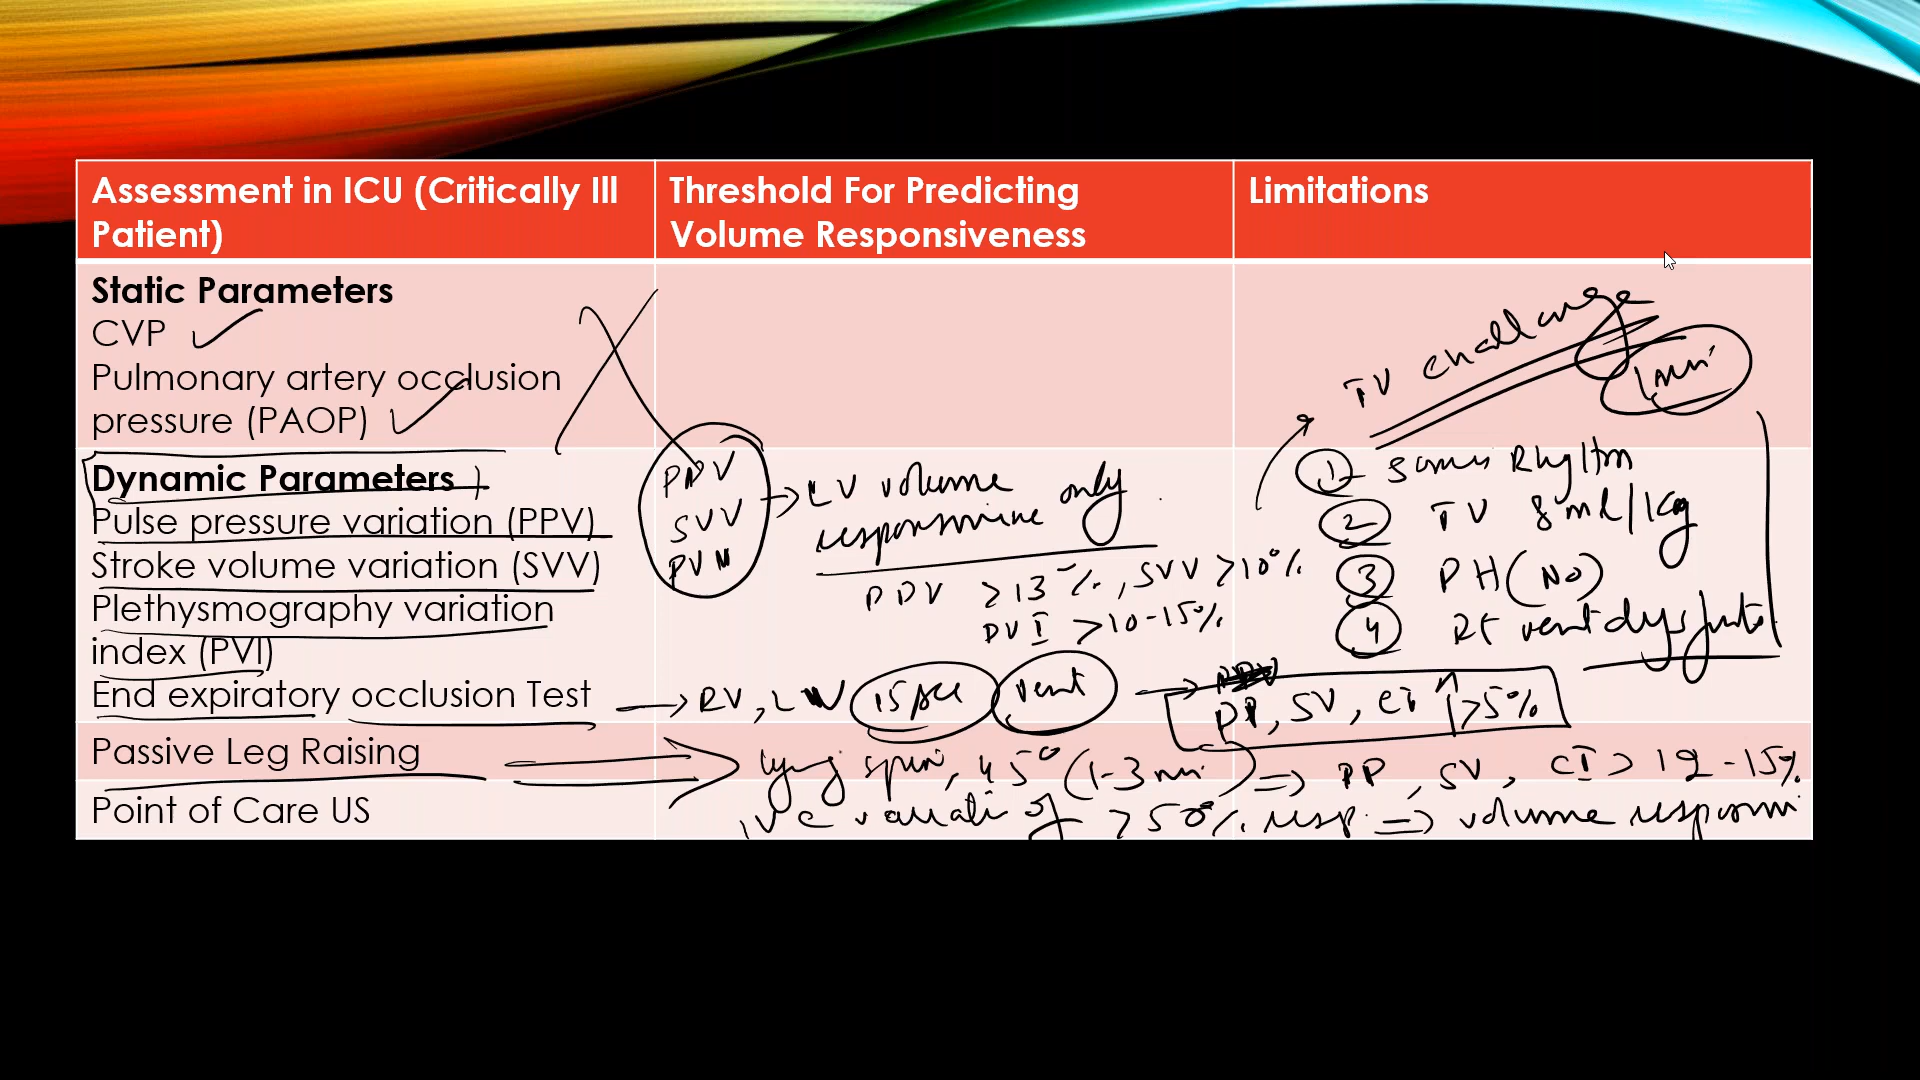 Assessment in ICU (Critically Ill
Patient)
Threshold For Predicting
Volume Responsiveness
Limitations
Static Parameters
CVP
Pulmonary artery occlusion
pressure (PAOP)
TV challenge
1 min
Dynamic Parameters
Pulse pressure variation (PPV)
Stroke volume variation (SVV)
Plethysmography variation
index (PVI)
End expiratory occlusion Test
PPV
SVV
PVI
→ LV volume only
PPV >13%, SVV >10%
PVI >10-15%
1 - Rhythm
2 TV 8ml/kg
3 PH (No)
4 Rt vent
→ RV, LV 15 sec vent → PP, SV, CI ↑ >5%
Passive Leg Raising
lying 45° (1-3 min) ⇒ PP, SV, CI > 12-15%
Point of Care US
IVC variation of >50% resp. ⇒ volume